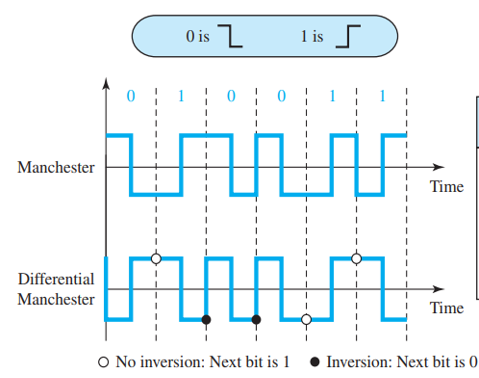 0 is 1 is
0 1 0 0 1 1
Manchester
Time
Differential
Manchester
Time
No inversion: Next bit is 1 Inversion: Next bit is 0